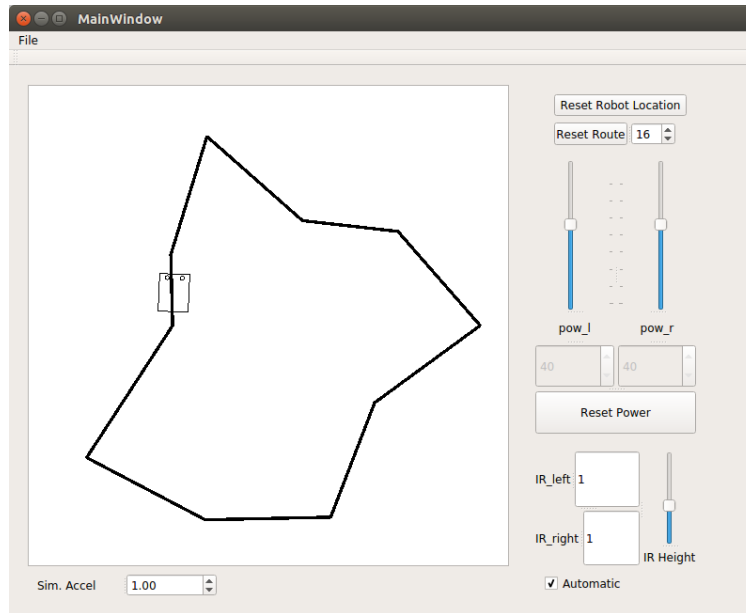 MainWindow
File
Reset Robot Location
Reset Route 16
pow_l pow_r
40 40
Reset Power
IR_left 1
IR_right 1
IR Height
Sim. Accel 1.00
Automatic